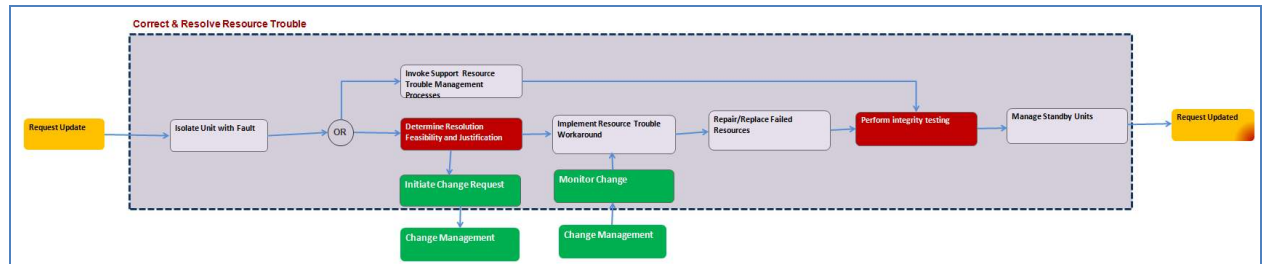 Correct & Resolve Resource Trouble
Invoke Support Resource
Trouble Management
Processes
Request Update
Isolate Unit with Fault
OR
Determine Resolution
Feasibility and Justification
Implement Resource Trouble
Workaround
Repair/Replace Failed
Resources
Perform integrity testing
Manage Standby Units
Request Updated
Initiate Change Request
Monitor Change
Change Management
Change Management